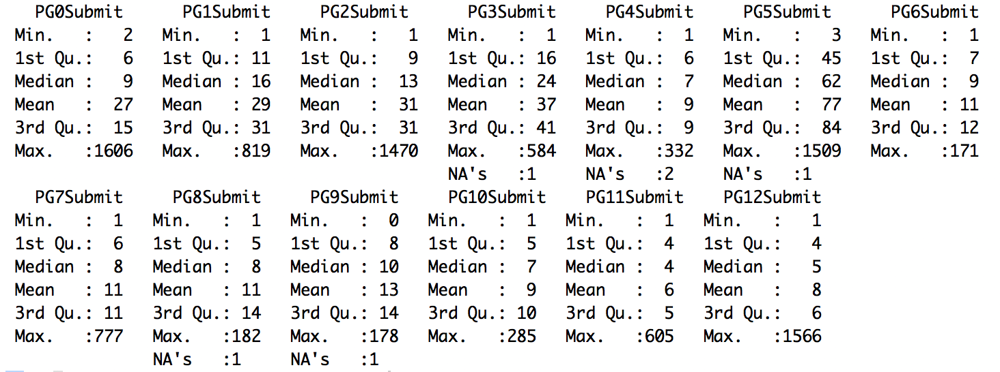 PG0Submit       PG1Submit      PG2Submit       PG3Submit      PG4Submit      PG5Submit       PG6Submit
Min.   :   2   Min.   :  1   Min.   :   1   Min.   :  1   Min.   :  1   Min.   :   3   Min.   :  1
1st Qu.:   6   1st Qu.: 11   1st Qu.:   9   1st Qu.: 16   1st Qu.:  6   1st Qu.:  45   1st Qu.:  7
Median :   9   Median : 16   Median :  13   Median : 24   Median :  7   Median :  62   Median :  9
Mean   :  27   Mean   : 29   Mean   :  31   Mean   : 37   Mean   :  9   Mean   :  77   Mean   : 11
3rd Qu.:  15   3rd Qu.: 31   3rd Qu.:  31   3rd Qu.: 41   3rd Qu.:  9   3rd Qu.:  84   3rd Qu.: 12
Max.   :1606   Max.   :819   Max.   :1470   Max.   :584   Max.   :332   Max.   :1509   Max.   :171
NA's   :1   NA's   :2   NA's   :1
  PG7Submit      PG8Submit      PG9Submit      PG10Submit     PG11Submit     PG12Submit
Min.   :  1   Min.   :  1   Min.   :  0   Min.   :  1   Min.   :  1   Min.   :   1
1st Qu.:  6   1st Qu.:  5   1st Qu.:  8   1st Qu.:  5   1st Qu.:  4   1st Qu.:   4
Median :  8   Median :  8   Median : 10   Median :  7   Median :  4   Median :   5
Mean   : 11   Mean   : 11   Mean   : 13   Mean   :  9   Mean   :  6   Mean   :   8
3rd Qu.: 11   3rd Qu.: 14   3rd Qu.: 14   3rd Qu.: 10   3rd Qu.:  5   3rd Qu.:   6
Max.   :777   Max.   :182   Max.   :178   Max.   :285   Max.   :605   Max.   :1566
NA's   :1   NA's   :1